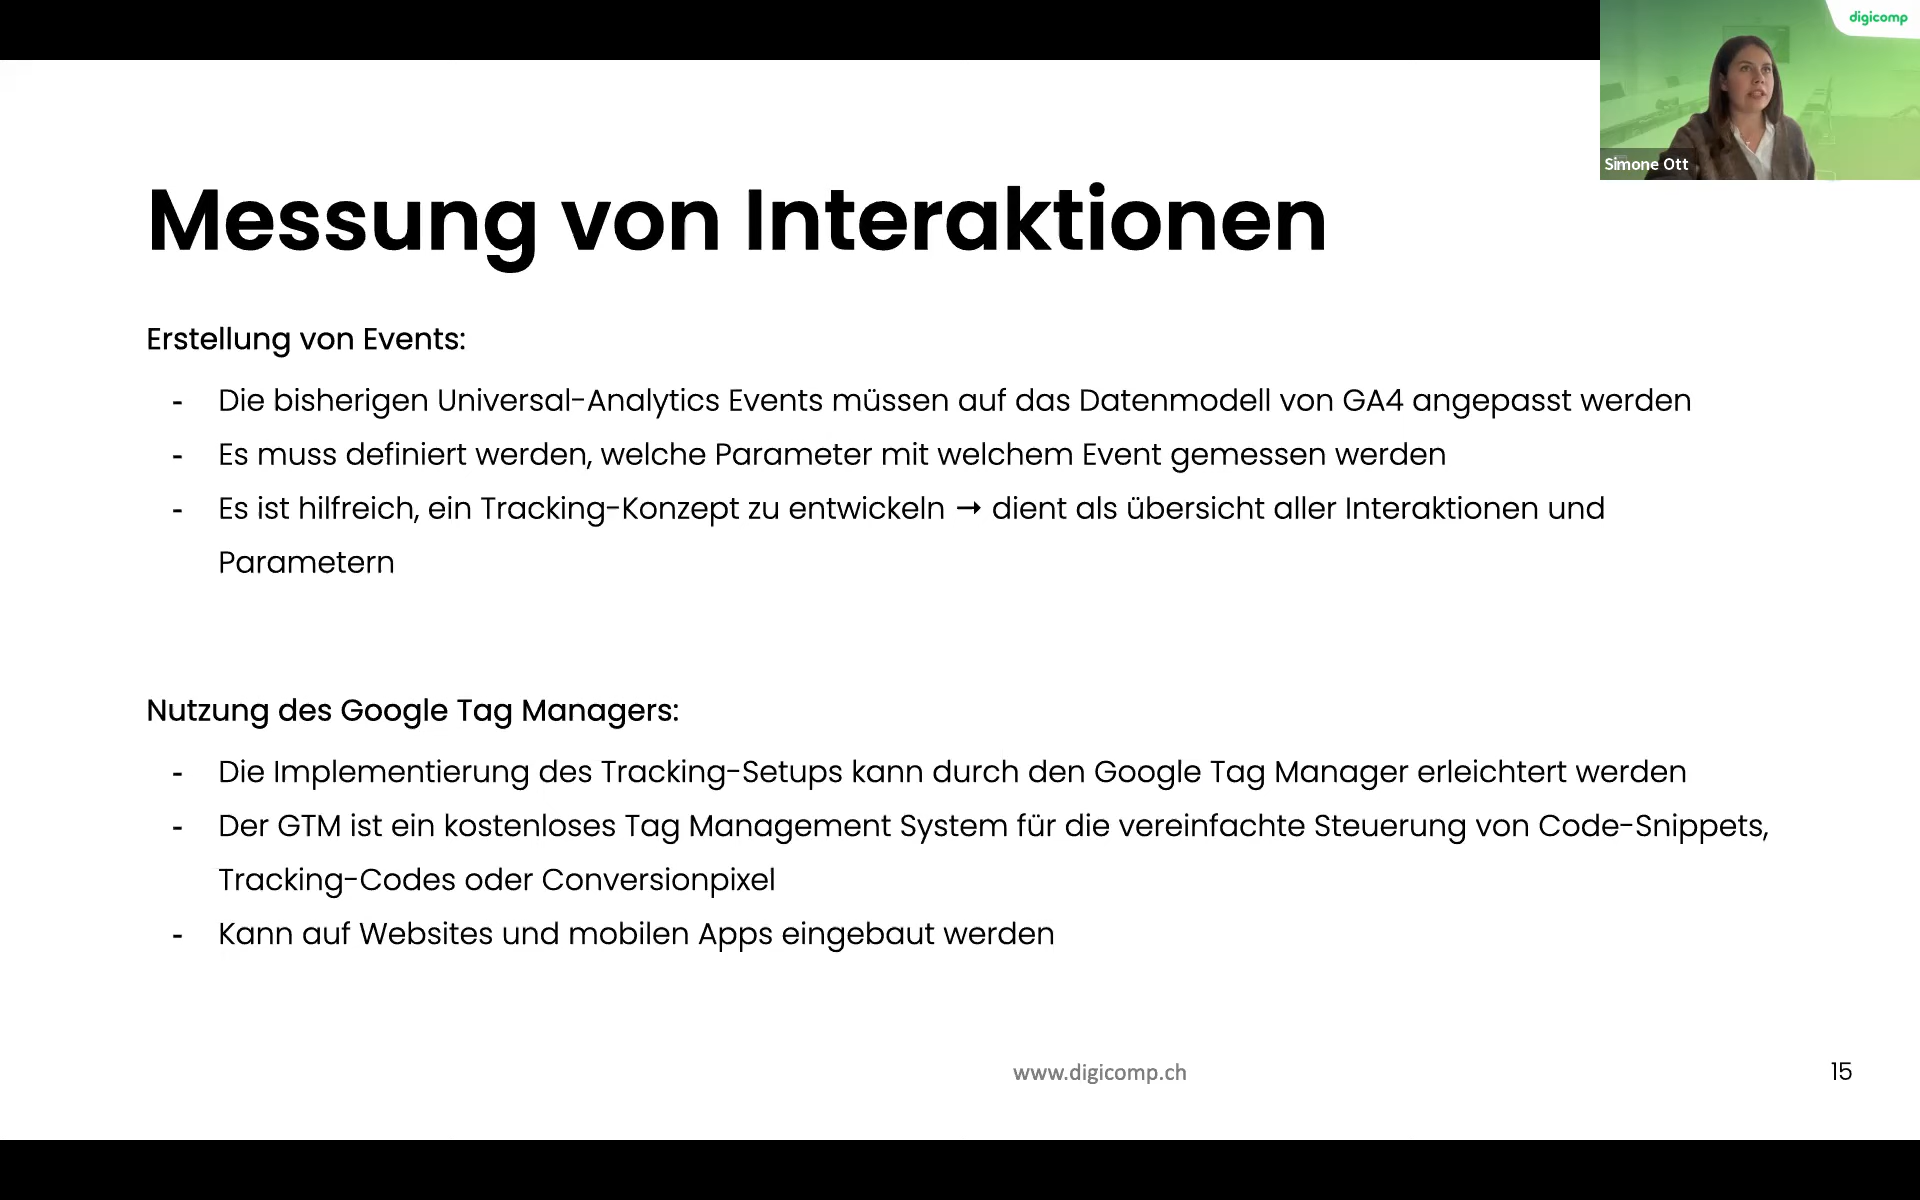 digicomp
Simone Ott
Messung von Interaktionen
Erstellung von Events:
- Die bisherigen Universal-Analytics Events müssen auf das Datenmodell von GA4 angepasst werden
- Es muss definiert werden, welche Parameter mit welchem Event gemessen werden
- Es ist hilfreich, ein Tracking-Konzept zu entwickeln → dient als übersicht aller Interaktionen und
Parametern
Nutzung des Google Tag Managers:
- Die Implementierung des Tracking-Setups kann durch den Google Tag Manager erleichtert werden
- Der GTM ist ein kostenloses Tag Management System für die vereinfachte Steuerung von Code-Snippets,
Tracking-Codes oder Conversionpixel
- Kann auf Websites und mobilen Apps eingebaut werden
www.digicomp.ch
15